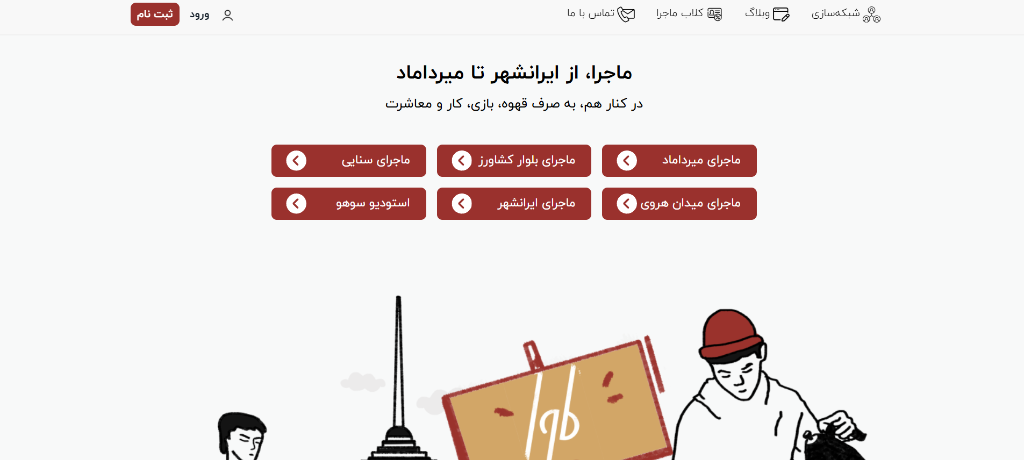 شبکه‌سازی وبلاگ کلاب ماجرا تماس با ما ورود ثبت نام
ماجرا، از ایرانشهر تا میرداماد
در کنار هم، به صرف قهوه، بازی، کار و معاشرت
ماجرای میرداماد ماجرای بلوار کشاورز ماجرای سنایی
ماجرای میدان هروی ماجرای ایرانشهر استودیو سوهو